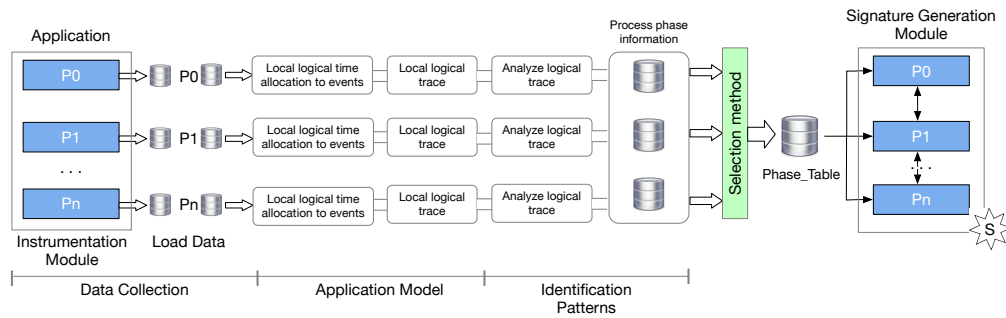 Application
Process phase
information
Signature Generation
Module
P0
P0
Local logical time
allocation to events
Local logical
trace
Analyze logical
trace
P0
P1
P1
Local logical time
allocation to events
Local logical
trace
Analyze logical
trace
Selection method
P1
. . .
. . .
Phase_Table
Pn
Pn
Local logical time
allocation to events
Local logical
trace
Analyze logical
trace
Pn
S
Instrumentation
Module
Load Data
Data Collection
Application Model
Identification
Patterns